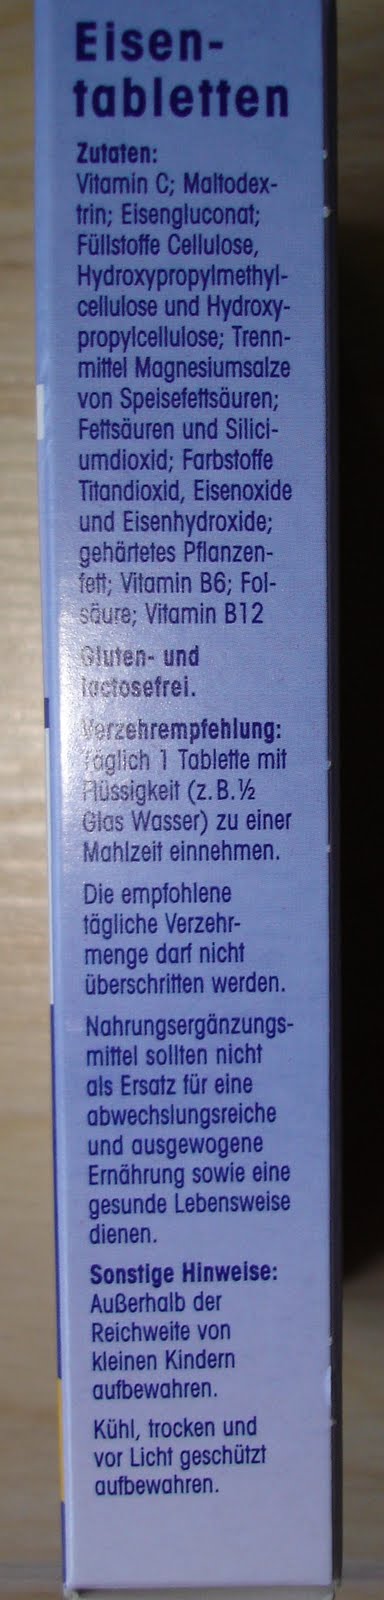 Eisen-
tabletten
Zutaten:
Vitamin C; Maltodex-
trin; Eisengluconat;
Füllstoffe Cellulose,
Hydroxypropylmethyl-
cellulose und Hydroxy-
propylcellulose; Trenn-
mittel Magnesiumsalze
von Speisefettsäuren;
Fettsäuren und Silici-
umdioxid; Farbstoffe
Titandioxid, Eisenoxide
und Eisenhydroxide;
gehärtetes Pflanzen-
fett; Vitamin B6; Fol-
säure; Vitamin B12
Gluten- und
lactosefrei.
Verzehrempfehlung:
Täglich 1 Tablette mit
Flüssigkeit (z.B.½
Glas Wasser) zu einer
Mahlzeit einnehmen.
Die empfohlene
tägliche Verzehr-
menge darf nicht
überschritten werden.
Nahrungsergänzungs-
mittel sollten nicht
als Ersatz für eine
abwechslungsreiche
und ausgewogene
Ernährung sowie eine
gesunde Lebensweise
dienen.
Sonstige Hinweise:
Außerhalb der
Reichweite von
kleinen Kindern
aufbewahren.
Kühl, trocken und
vor Licht geschützt
aufbewahren.